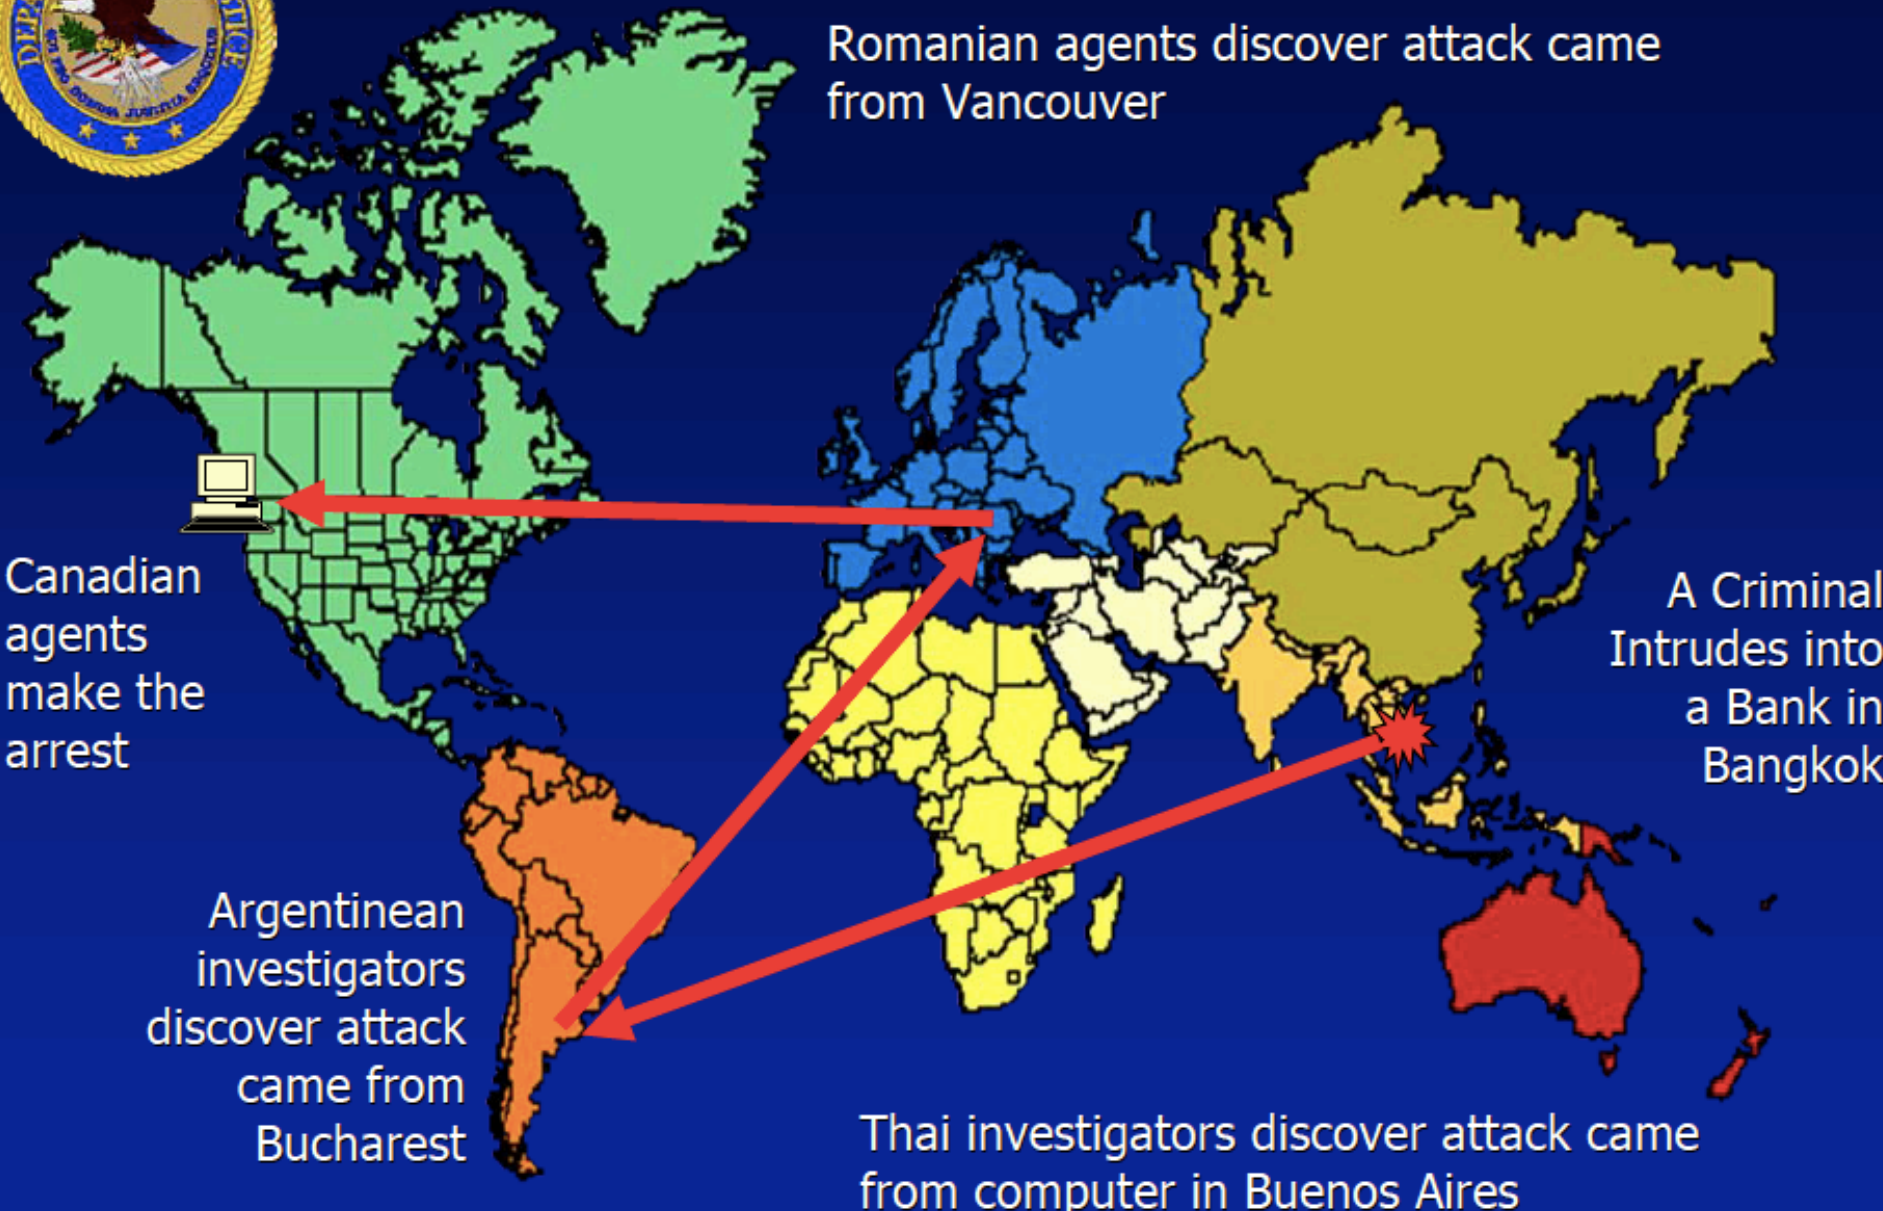 Romanian agents discover attack came
from Vancouver
Canadian
agents
make the
arrest
A Criminal
Intrudes into
a Bank in
Bangkok
Argentinean
investigators
discover attack
came from
Bucharest
Thai investigators discover attack came
from computer in Buenos Aires